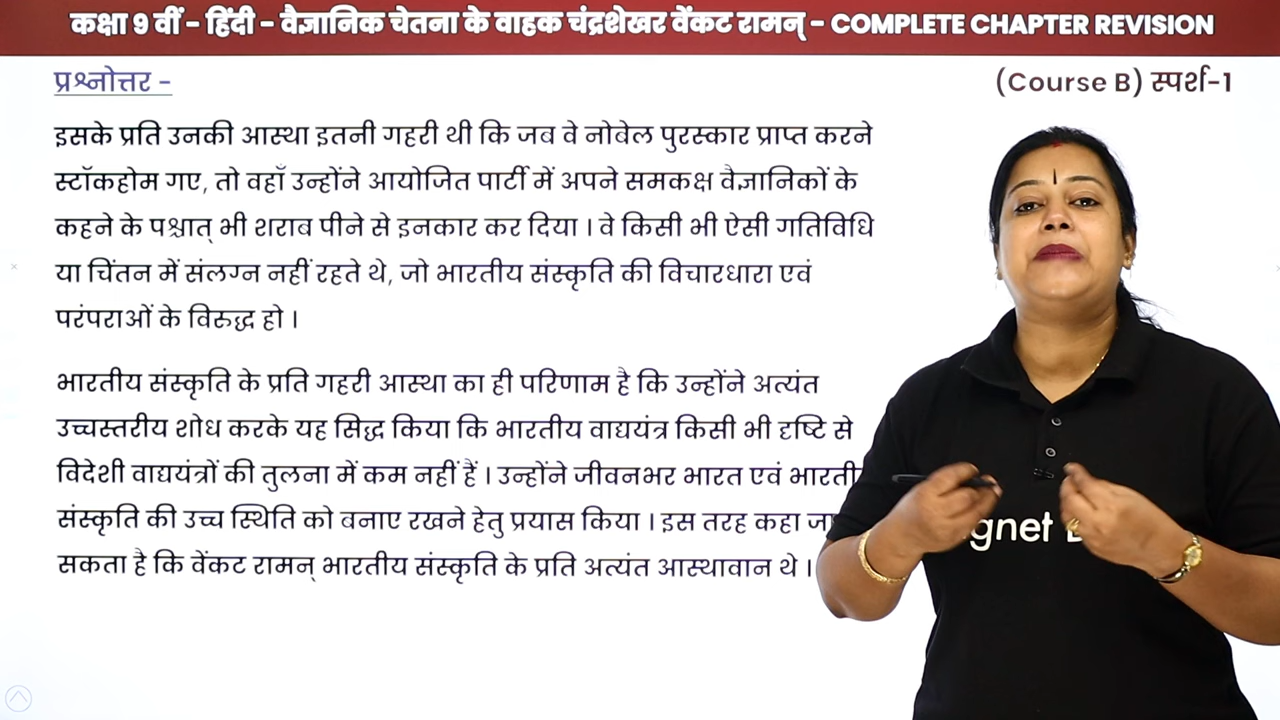 कक्षा 9 वीं - हिंदी - वैज्ञानिक चेतना के वाहक चंद्रशेखर वेंकट रामन् - COMPLETE CHAPTER REVISION
प्रश्नोत्तर -
(Course B) स्पर्श-1
इसके प्रति उनकी आस्था इतनी गहरी थी कि जब वे नोबेल पुरस्कार प्राप्त करने
स्टॉकहोम गए, तो वहाँ उन्होंने आयोजित पार्टी में अपने समकक्ष वैज्ञानिकों के
कहने के पश्चात् भी शराब पीने से इनकार कर दिया । वे किसी भी ऐसी गतिविधि
या चिंतन में संलग्न नहीं रहते थे, जो भारतीय संस्कृति की विचारधारा एवं
परंपराओं के विरुद्ध हो ।
भारतीय संस्कृति के प्रति गहरी आस्था का ही परिणाम है कि उन्होंने अत्यंत
उच्चस्तरीय शोध करके यह सिद्ध किया कि भारतीय वाद्ययंत्र किसी भी दृष्टि से
विदेशी वाद्ययंत्रों की तुलना में कम नहीं हैं । उन्होंने जीवनभर भारत एवं भारती
संस्कृति की उच्च स्थिति को बनाए रखने हेतु प्रयास किया । इस तरह कहा जा
सकता है कि वेंकट रामन् भारतीय संस्कृति के प्रति अत्यंत आस्थावान थे ।
gnet